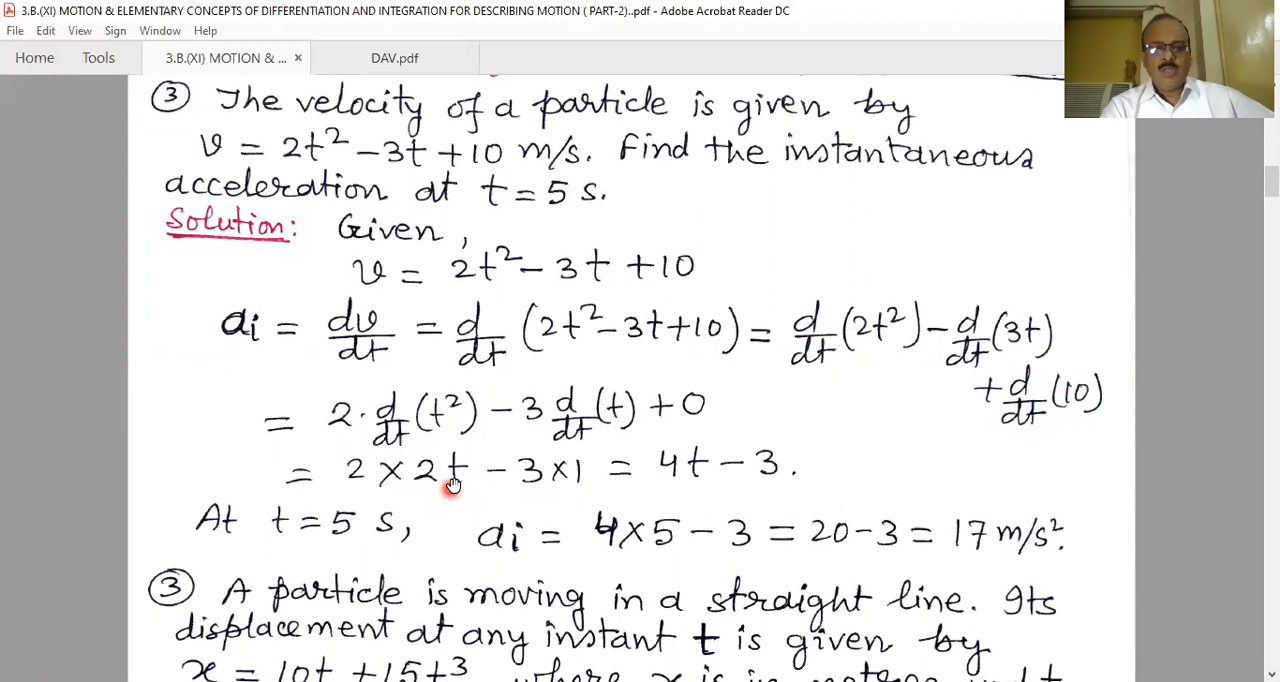 3.B.(XI) MOTION & ELEMENTARY CONCEPTS OF DIFFERENTIATION AND INTEGRATION FOR DESCRIBING MOTION ( PART-2)..pdf - Adobe Acrobat Reader DC
File Edit View Sign Window Help
Home Tools 3.B.(XI) MOTION & ... × DAV.pdf
③ The velocity of a particle is given by
v = 2t² - 3t + 10 m/s. Find the instantaneous
acceleration at t = 5 s.
Solution: Given,
v = 2t² - 3t + 10
ai = dv/dt = d/dt (2t² - 3t + 10) = d/dt (2t²) - d/dt (3t)
+ d/dt (10)
= 2 · d/dt (t²) - 3 d/dt (t) + 0
= 2 × 2t - 3 × 1 = 4t - 3.
At t = 5 s, ai = 4 × 5 - 3 = 20 - 3 = 17 m/s².
③ A particle is moving in a straight line. Its
displacement at any instant t is given by
x = 10t + 15t³, where x is in